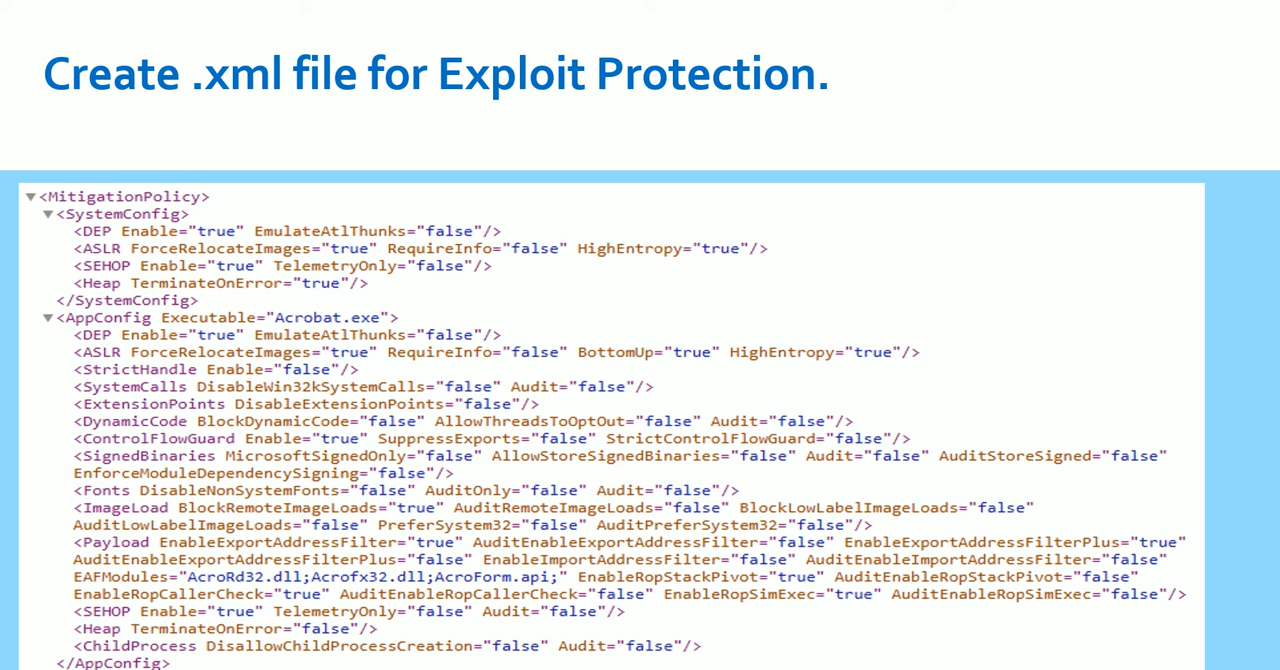 Create .xml file for Exploit Protection.
<MitigationPolicy>
<SystemConfig>
<DEP Enable="true" EmulateAtlThunks="false"/>
<ASLR ForceRelocateImages="true" RequireInfo="false" HighEntropy="true"/>
<SEHOP Enable="true" TelemetryOnly="false"/>
<Heap TerminateOnError="true"/>
</SystemConfig>
<AppConfig Executable="Acrobat.exe">
<DEP Enable="true" EmulateAtlThunks="false"/>
<ASLR ForceRelocateImages="true" RequireInfo="false" BottomUp="true" HighEntropy="true"/>
<StrictHandle Enable="false"/>
<SystemCalls DisableWin32kSystemCalls="false" Audit="false"/>
<ExtensionPoints DisableExtensionPoints="false"/>
<DynamicCode BlockDynamicCode="false" AllowThreadsToOptOut="false" Audit="false"/>
<ControlFlowGuard Enable="true" SuppressExports="false" StrictControlFlowGuard="false"/>
<SignedBinaries MicrosoftSignedOnly="false" AllowStoreSignedBinaries="false" Audit="false" AuditStoreSigned="false"
EnforceModuleDependencySigning="false"/>
<Fonts DisableNonSystemFonts="false" AuditOnly="false" Audit="false"/>
<ImageLoad BlockRemoteImageLoads="true" AuditRemoteImageLoads="false" BlockLowLabelImageLoads="false"
AuditLowLabelImageLoads="false" PreferSystem32="false" AuditPreferSystem32="false"/>
<Payload EnableExportAddressFilter="true" AuditEnableExportAddressFilter="false" EnableExportAddressFilterPlus="true"
AuditEnableExportAddressFilterPlus="false" EnableImportAddressFilter="false" AuditEnableImportAddressFilter="false"
EAFModules="AcroRd32.dll;Acrofx32.dll;AcroForm.api;" EnableRopStackPivot="true" AuditEnableRopStackPivot="false"
EnableRopCallerCheck="true" AuditEnableRopCallerCheck="false" EnableRopSimExec="true" AuditEnableRopSimExec="false"/>
<SEHOP Enable="true" TelemetryOnly="false" Audit="false"/>
<Heap TerminateOnError="false"/>
<ChildProcess DisallowChildProcessCreation="false" Audit="false"/>
</AppConfig>